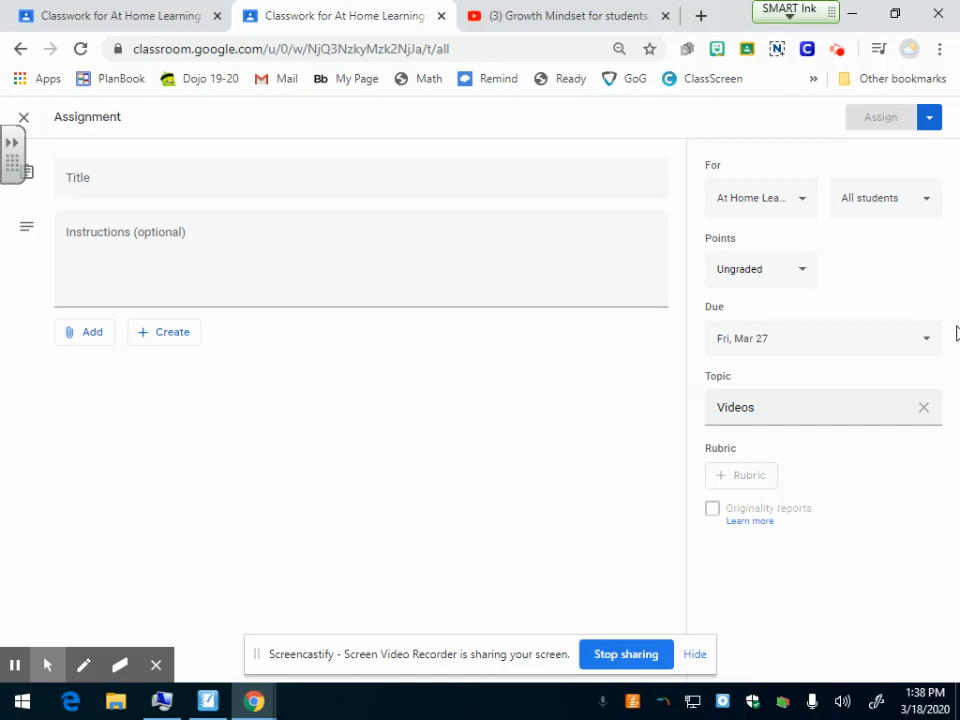 Classwork for At Home Learning
Classwork for At Home Learning
(3) Growth Mindset for students
SMART Ink
classroom.google.com/u/0/w/NjQ3NzkyMzk2NjJa/t/all
Apps
PlanBook
Dojo 19-20
Mail
Bb My Page
Math
Remind
Ready
GoG
ClassScreen
»
Other bookmarks
Assignment
Assign
Title
Instructions (optional)
Add
+ Create
For
At Home Lea...
All students
Points
Ungraded
Due
Fri, Mar 27
Topic
Videos
Rubric
+ Rubric
Originality reports
Learn more
Screencastify - Screen Video Recorder is sharing your screen.
Stop sharing
Hide
1:38 PM
3/18/2020